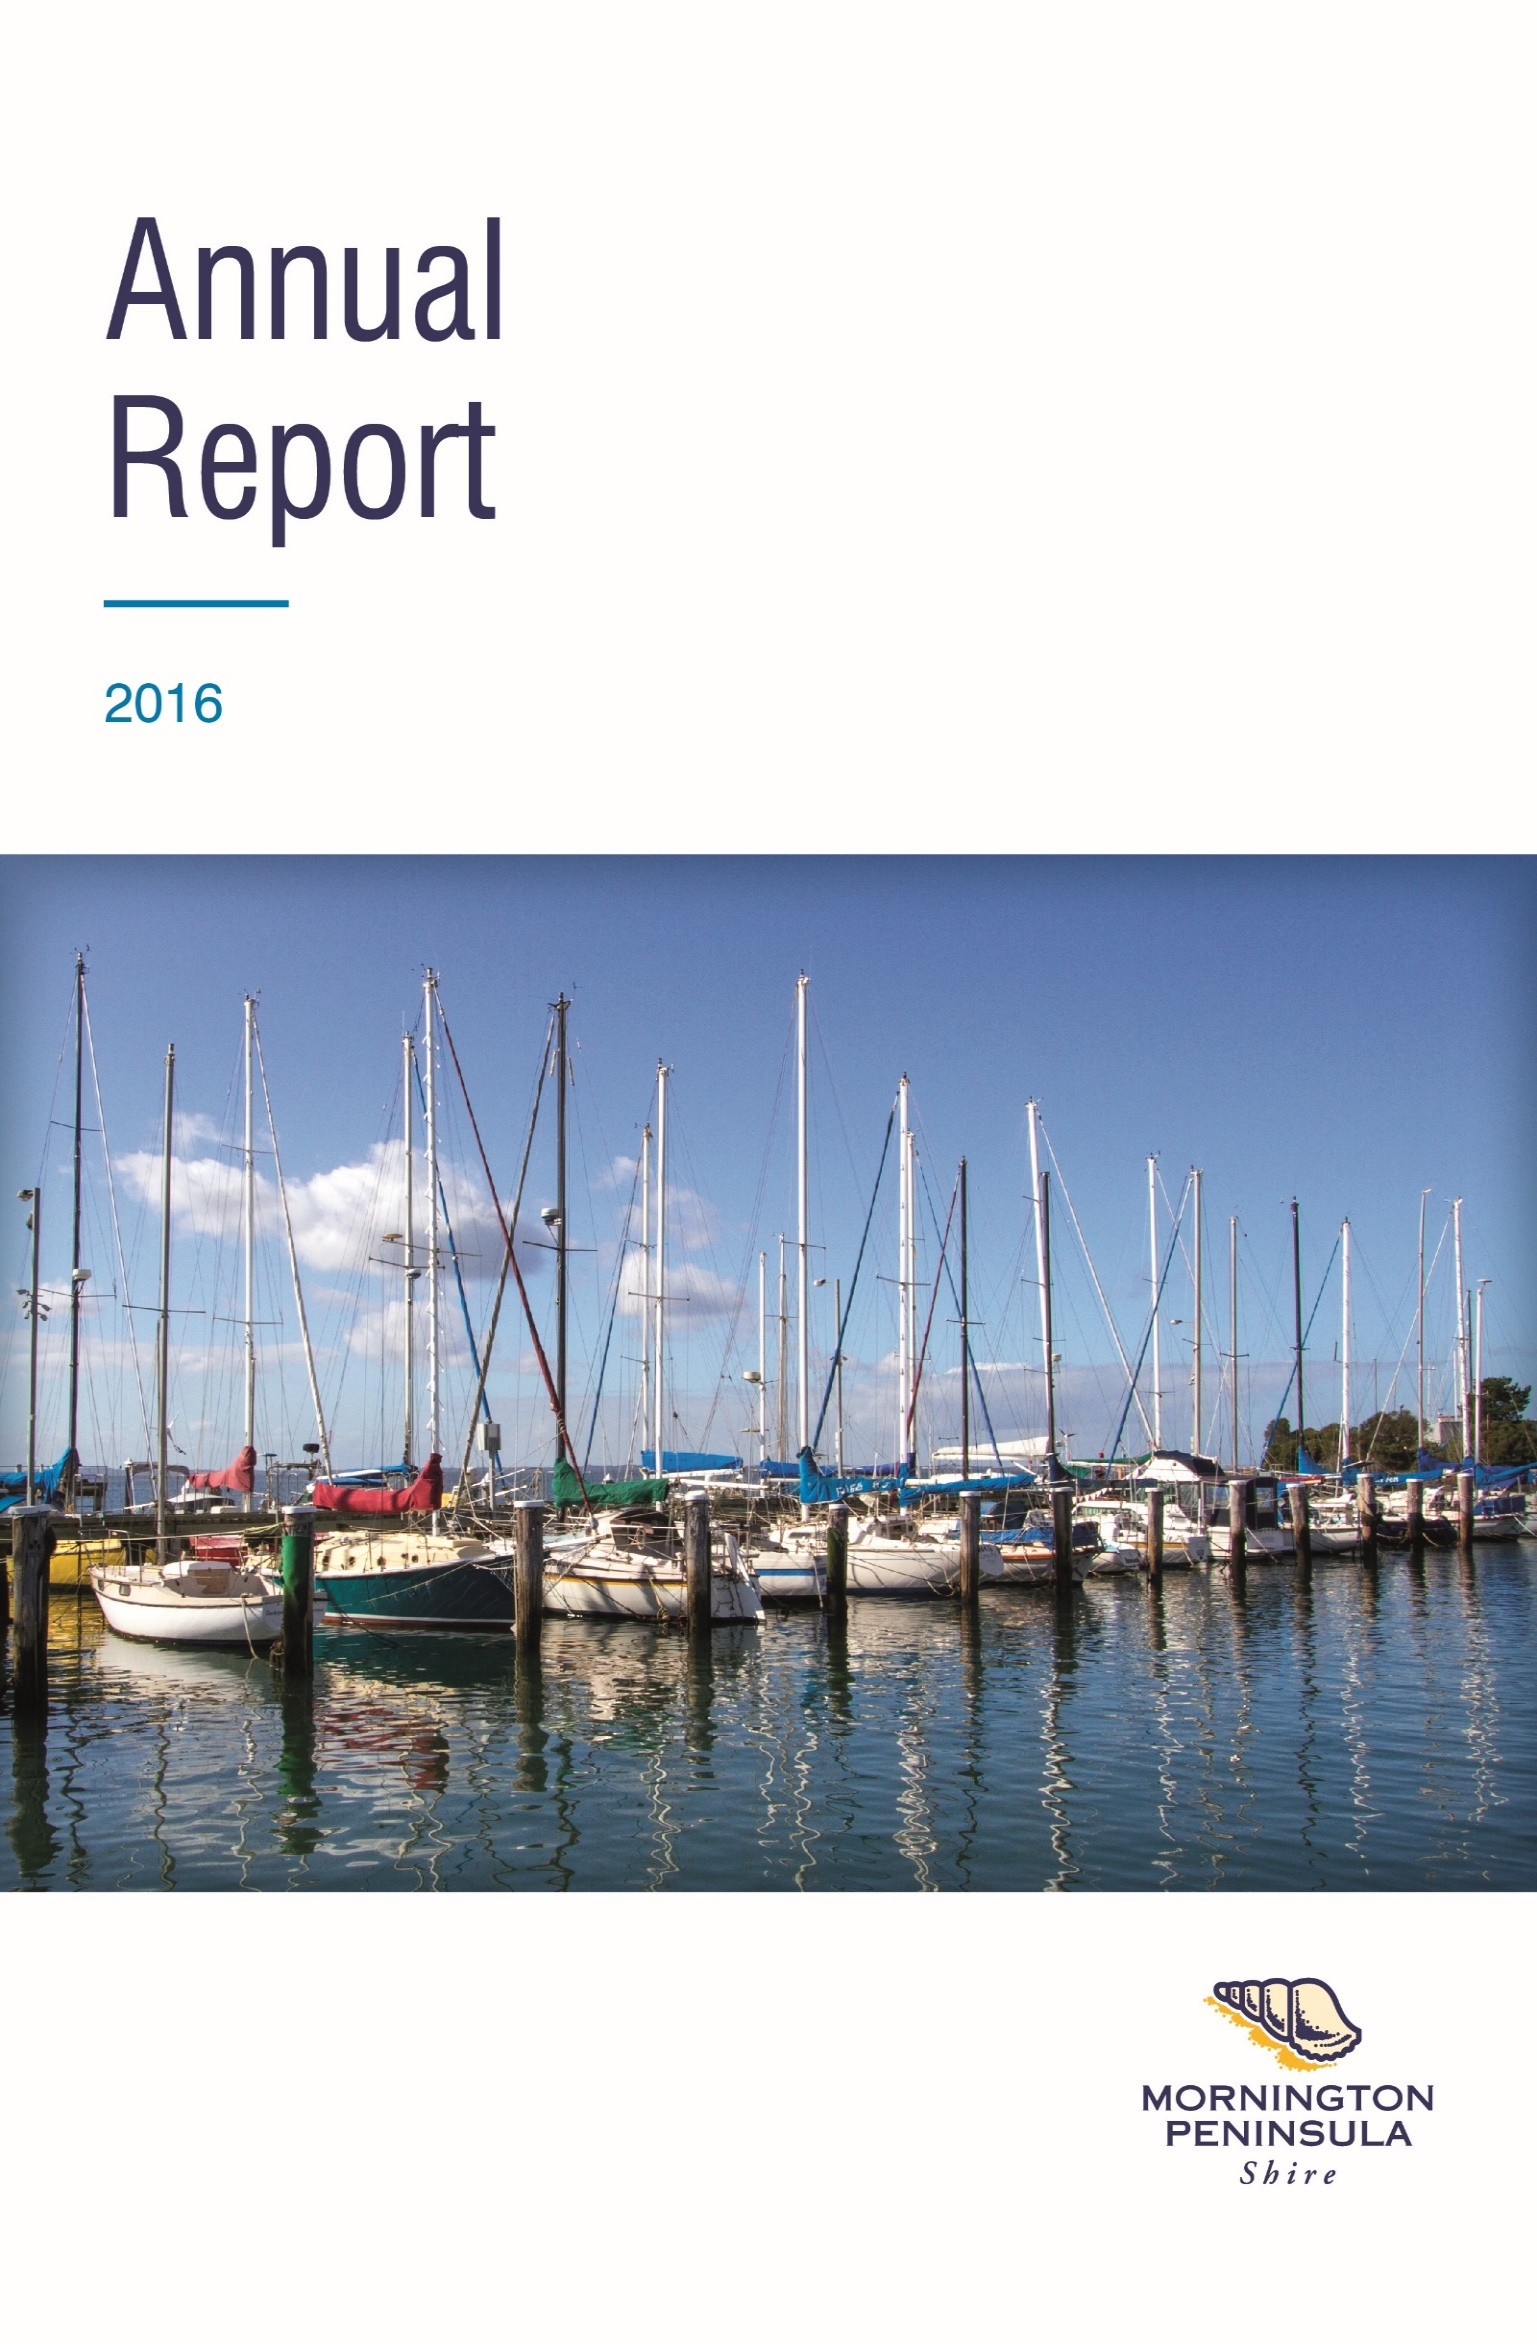 Annual
Report
2016
MORNINGTON
PENINSULA
Shire